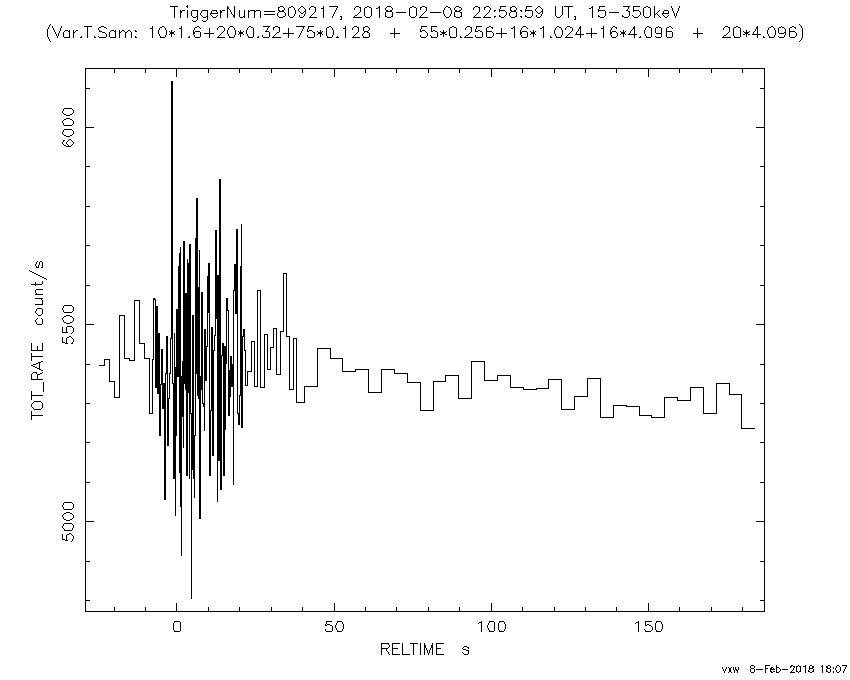 TriggerNum=809217, 2018-02-08 22:58:59 UT, 15-350keV
(Var.T.Sam: 10*1.6+20*0.32+75*0.128 + 55*0.256+16*1.024+16*4.096 + 20*4.096)
TOT_RATE count/s
6000
5500
5000
0 50 100 150
RELTIME s
vxw 8-Feb-2018 18:07